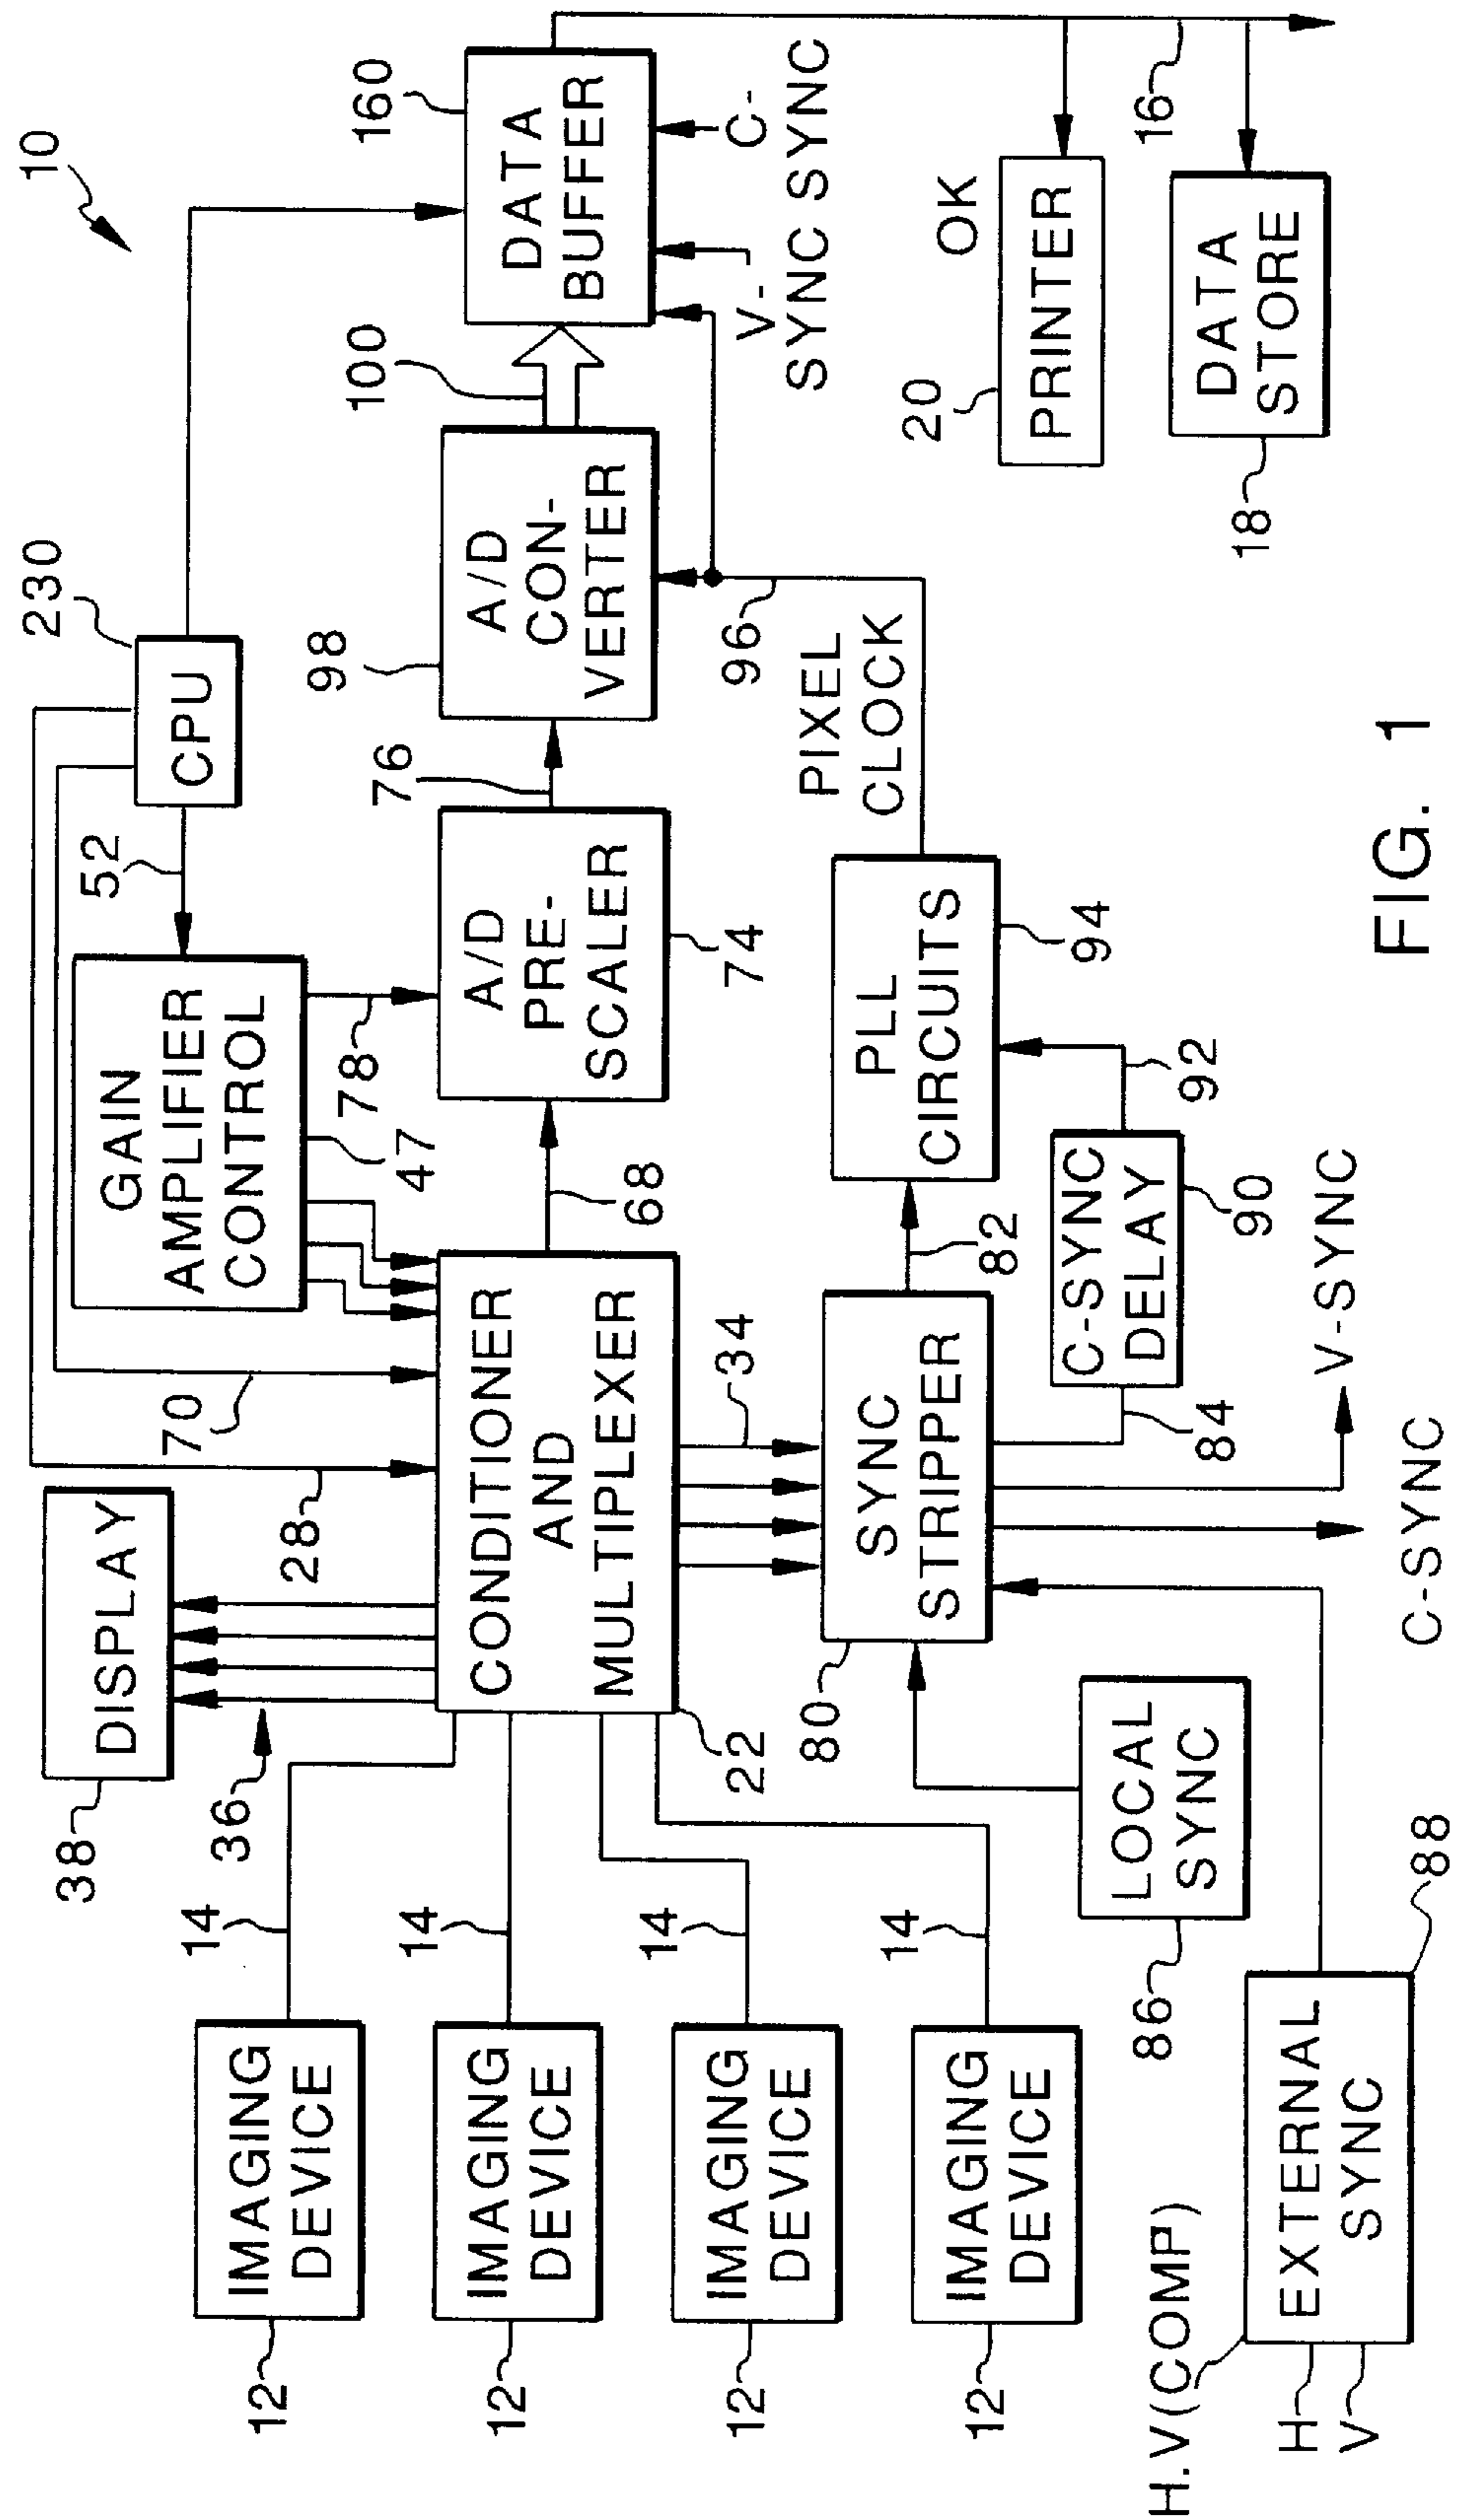 10
230
CPU
52
GAIN
AMPLIFIER
CONTROL
47
78
70
28
DISPLAY
38
36
160
DATA
BUFFER
100
V-
SYNC
C-
SYNC
98
A/D
CON-
VERTER
76
A/D
PRE-
SCALER
74
68
CONDITIONER
AND
MULTIPLEXER
22
34
14
14
14
14
IMAGING
DEVICE
12
IMAGING
DEVICE
12
IMAGING
DEVICE
12
IMAGING
DEVICE
12
96
PIXEL
CLOCK
PLL
CIRCUITS
94
82
SYNC
STRIPPER
80
92
C-SYNC
DELAY
90
84
V-SYNC
C-SYNC
LOCAL
SYNC
86
EXTERNAL
SYNC
88
H.V(COMP)
H
V
OK
20
PRINTER
16
DATA
STORE
18
FIG. 1